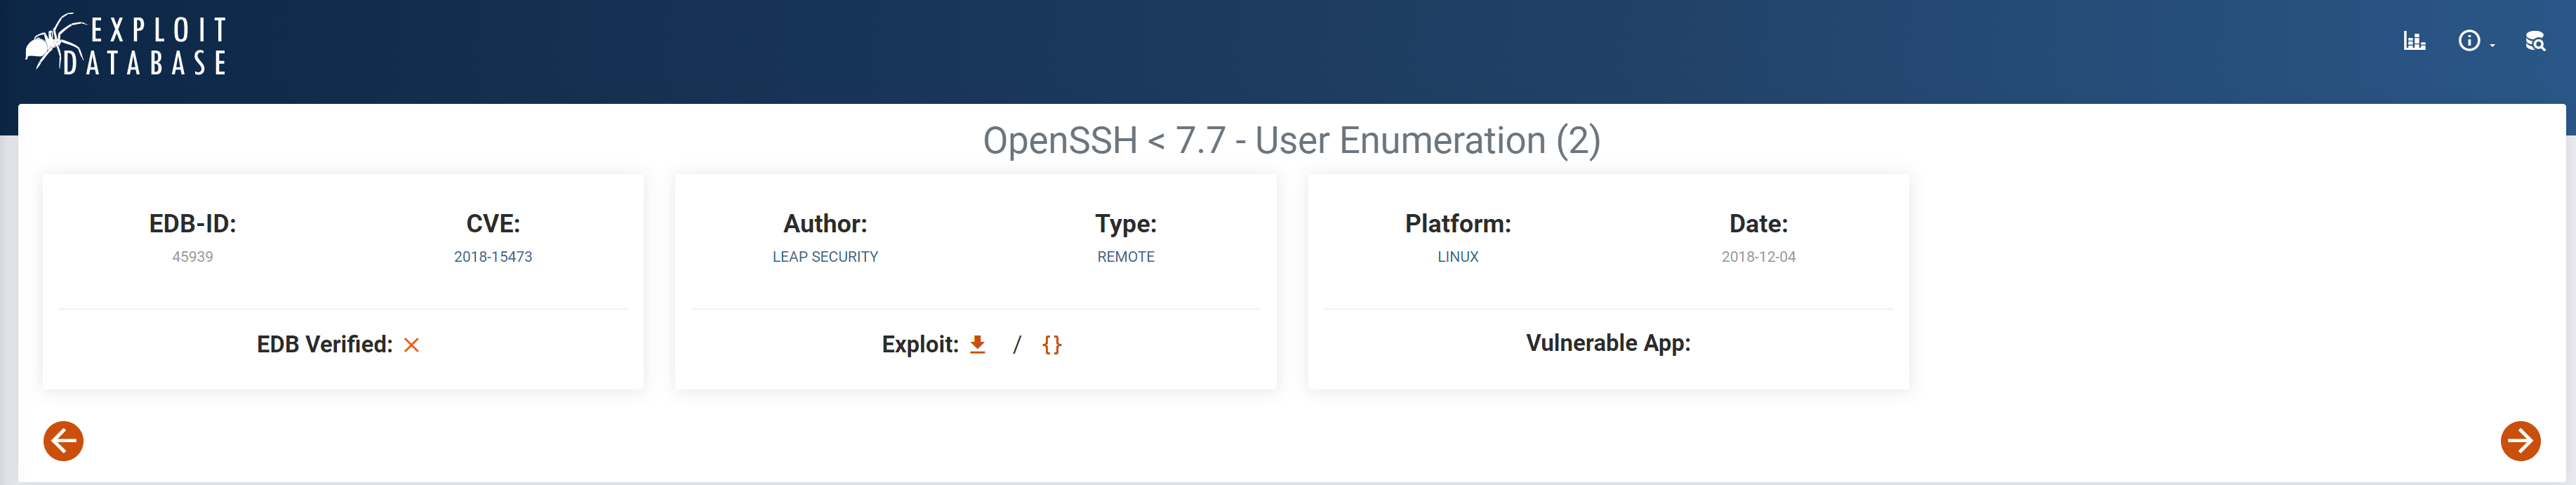 EXPLOIT
DATABASE
OpenSSH < 7.7 - User Enumeration (2)
EDB-ID:
45939
CVE:
2018-15473
EDB Verified:
Author:
LEAP SECURITY
Type:
REMOTE
Exploit: / {}
Platform:
LINUX
Date:
2018-12-04
Vulnerable App: